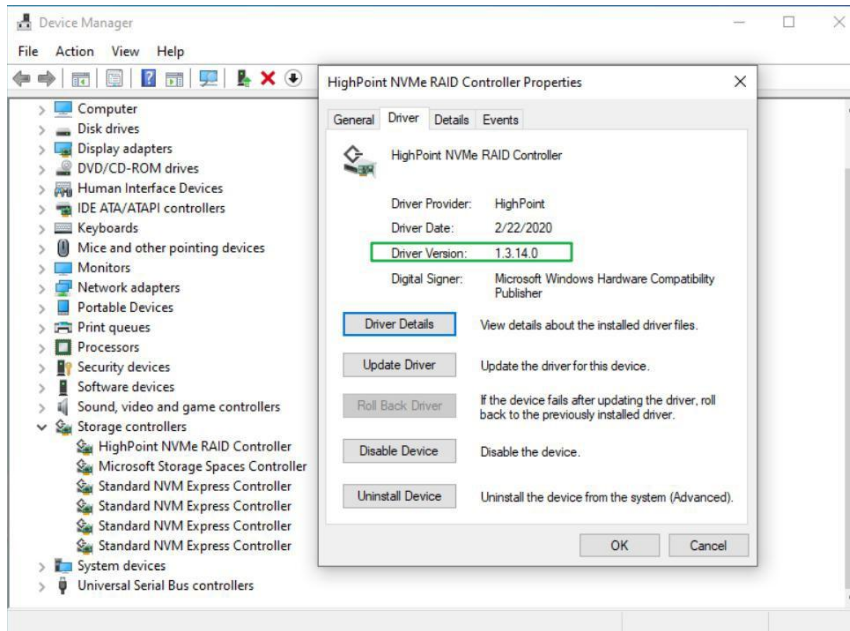 Device Manager
File Action View Help
Computer
Disk drives
Display adapters
DVD/CD-ROM drives
Human Interface Devices
IDE ATA/ATAPI controllers
Keyboards
Mice and other pointing devices
Monitors
Network adapters
Portable Devices
Print queues
Processors
Security devices
Software devices
Sound, video and game controllers
Storage controllers
HighPoint NVMe RAID Controller
Microsoft Storage Spaces Controller
Standard NVM Express Controller
Standard NVM Express Controller
Standard NVM Express Controller
Standard NVM Express Controller
System devices
Universal Serial Bus controllers
HighPoint NVMe RAID Controller Properties
General Driver Details Events
HighPoint NVMe RAID Controller
Driver Provider: HighPoint
Driver Date: 2/22/2020
Driver Version: 1.3.14.0
Digital Signer: Microsoft Windows Hardware Compatibility
Publisher
Driver Details View details about the installed driver files.
Update Driver Update the driver for this device.
Roll Back Driver If the device fails after updating the driver, roll
back to the previously installed driver.
Disable Device Disable the device.
Uninstall Device Uninstall the device from the system (Advanced).
OK Cancel